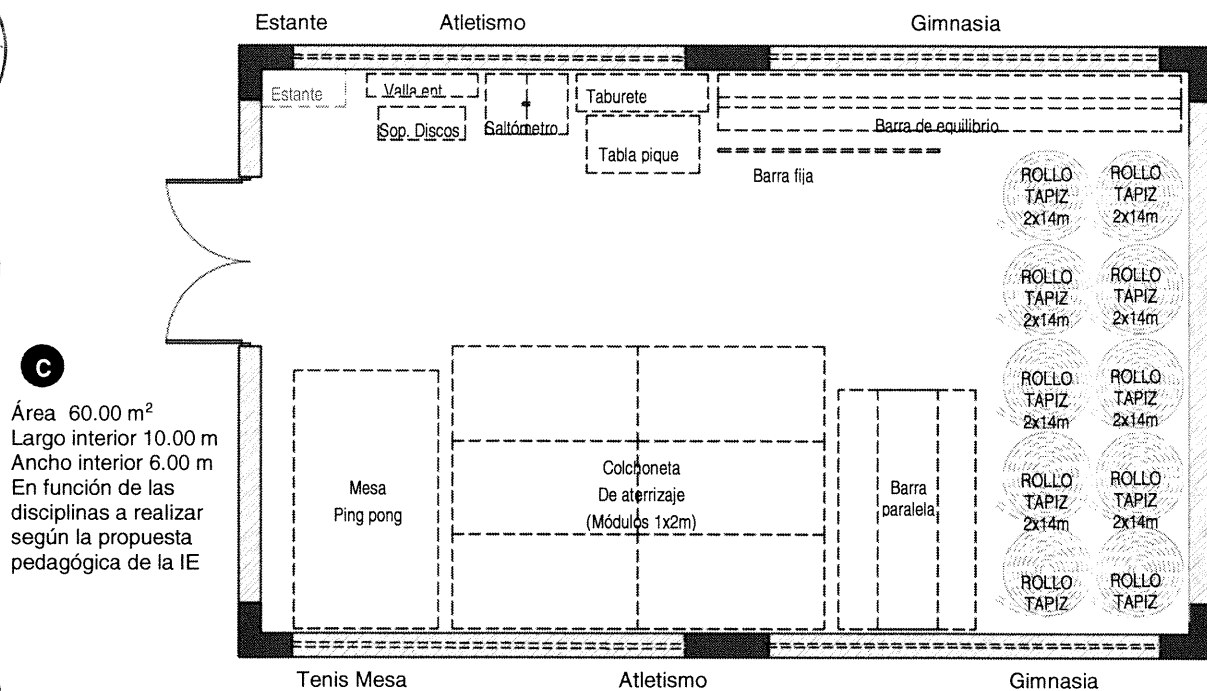 Estante
Atletismo
Gimnasia
Estante
Valla ent.
Sop. Discos
Saltómetro
Taburete
Tabla pique
Barra de equilibrio
Barra fija
ROLLO
TAPIZ
2x14m
ROLLO
TAPIZ
2x14m
ROLLO
TAPIZ
2x14m
ROLLO
TAPIZ
2x14m
ROLLO
TAPIZ
2x14m
ROLLO
TAPIZ
2x14m
ROLLO
TAPIZ
2x14m
ROLLO
TAPIZ
2x14m
ROLLO
TAPIZ
ROLLO
TAPIZ
C
Área 60.00 m²
Largo interior 10.00 m
Ancho interior 6.00 m
En función de las
disciplinas a realizar
según la propuesta
pedagógica de la IE
Mesa
Ping pong
Colchoneta
De aterrizaje
(Módulos 1x2m)
Barra
paralela
Tenis Mesa
Atletismo
Gimnasia